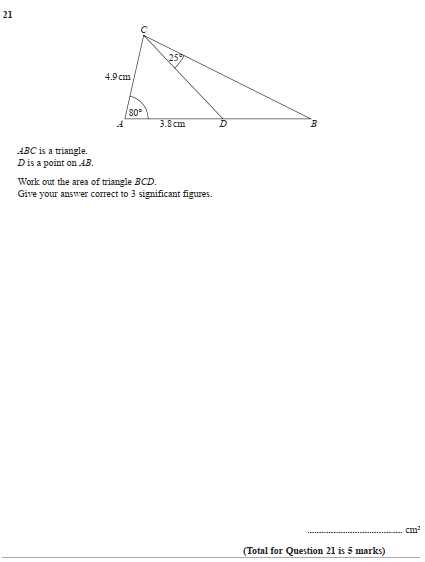 21
C
25°
4.9 cm
80°
A
3.8 cm
D
B
ABC is a triangle.
D is a point on AB.
Work out the area of triangle BCD.
Give your answer correct to 3 significant figures.
.......................................... cm²
(Total for Question 21 is 5 marks)